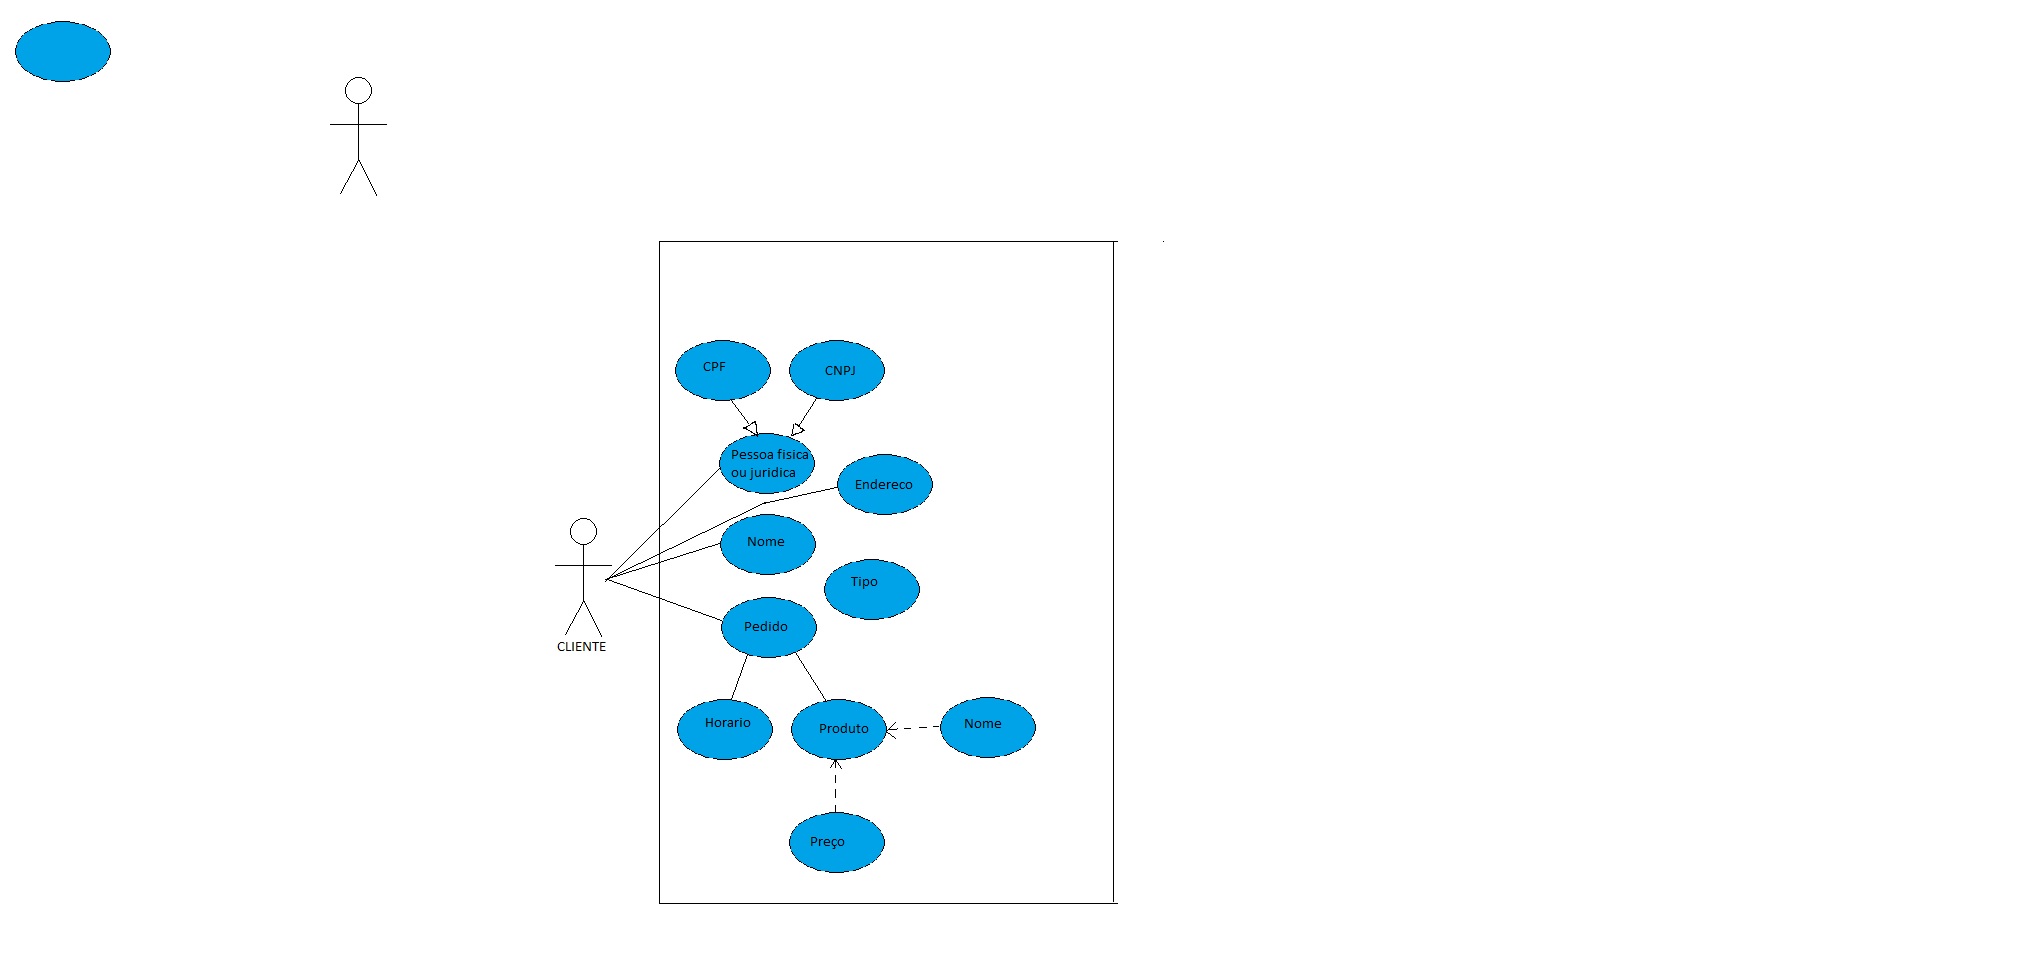 CPF
CNPJ
Pessoa fisica
ou juridica
Endereco
Nome
Tipo
Pedido
CLIENTE
Horario
Produto
Nome
Preço